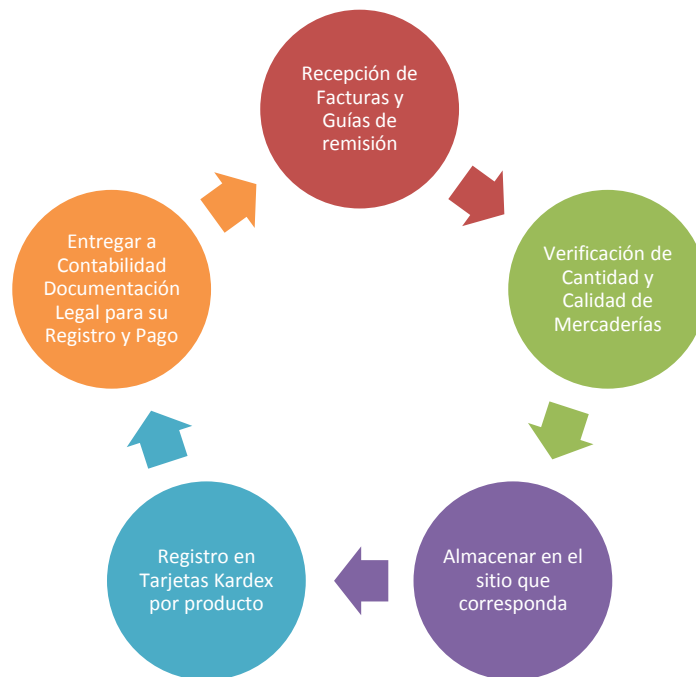 Recepción de
Facturas y
Guías de
remisión
Verificación de
Cantidad y
Calidad de
Mercaderías
Almacenar en el
sitio que
corresponda
Registro en
Tarjetas Kardex
por producto
Entregar a
Contabilidad
Documentación
Legal para su
Registro y Pago